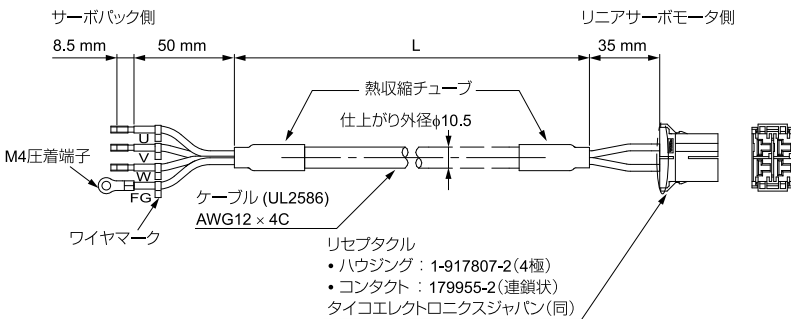 サーボパック側
リニアサーボモータ側
8.5 mm
50 mm
L
35 mm
熱収縮チューブ
仕上がり外径φ10.5
U
V
W
FG
M4圧着端子
ワイヤマーク
ケーブル (UL2586)
AWG12 × 4C
リセプタクル
• ハウジング : 1-917807-2(4極)
• コンタクト : 179955-2(連鎖状)
タイコエレクトロニクスジャパン(同)